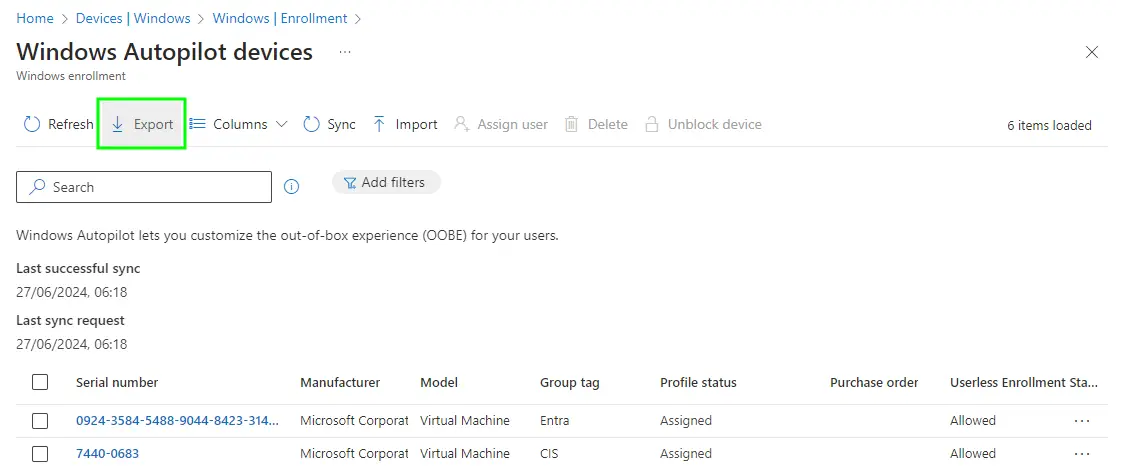 Home > Devices | Windows > Windows | Enrollment >
Windows Autopilot devices ...
Windows enrollment
Refresh Export Columns Sync Import Assign user Delete Unblock device 6 items loaded
Search Add filters
Windows Autopilot lets you customize the out-of-box experience (OOBE) for your users.
Last successful sync
27/06/2024, 06:18
Last sync request
27/06/2024, 06:18
Serial number Manufacturer Model Group tag Profile status Purchase order Userless Enrollment Sta...
0924-3584-5488-9044-8423-314... Microsoft Corporat Virtual Machine Entra Assigned Allowed ...
7440-0683 Microsoft Corporat Virtual Machine CIS Assigned Allowed ...